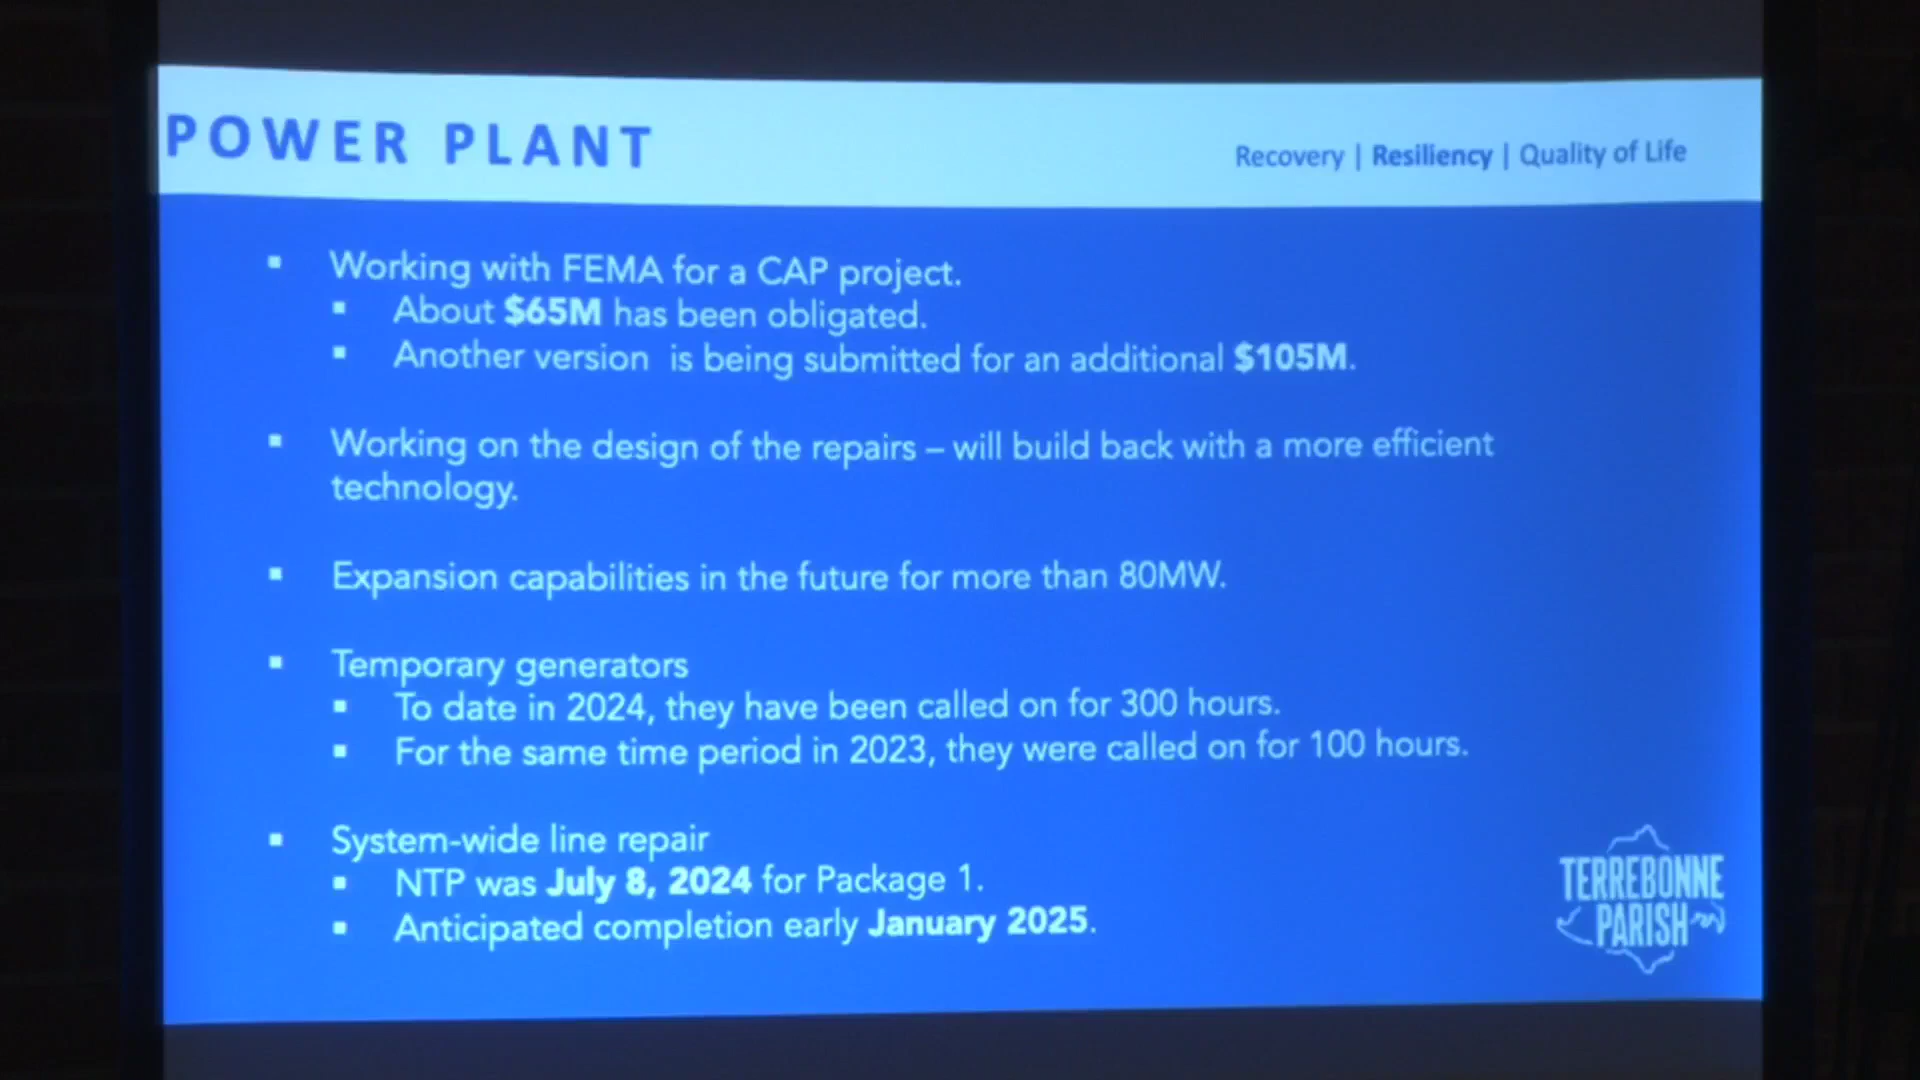 POWER PLANT
Recovery | Resiliency | Quality of Life
▪ Working with FEMA for a CAP project.
▪ About $65M has been obligated.
▪ Another version is being submitted for an additional $105M.
▪ Working on the design of the repairs – will build back with a more efficient
technology.
▪ Expansion capabilities in the future for more than 80MW.
▪ Temporary generators
▪ To date in 2024, they have been called on for 300 hours.
▪ For the same time period in 2023, they were called on for 100 hours.
▪ System-wide line repair
▪ NTP was July 8, 2024 for Package 1.
▪ Anticipated completion early January 2025.
TERREBONNE
PARISH